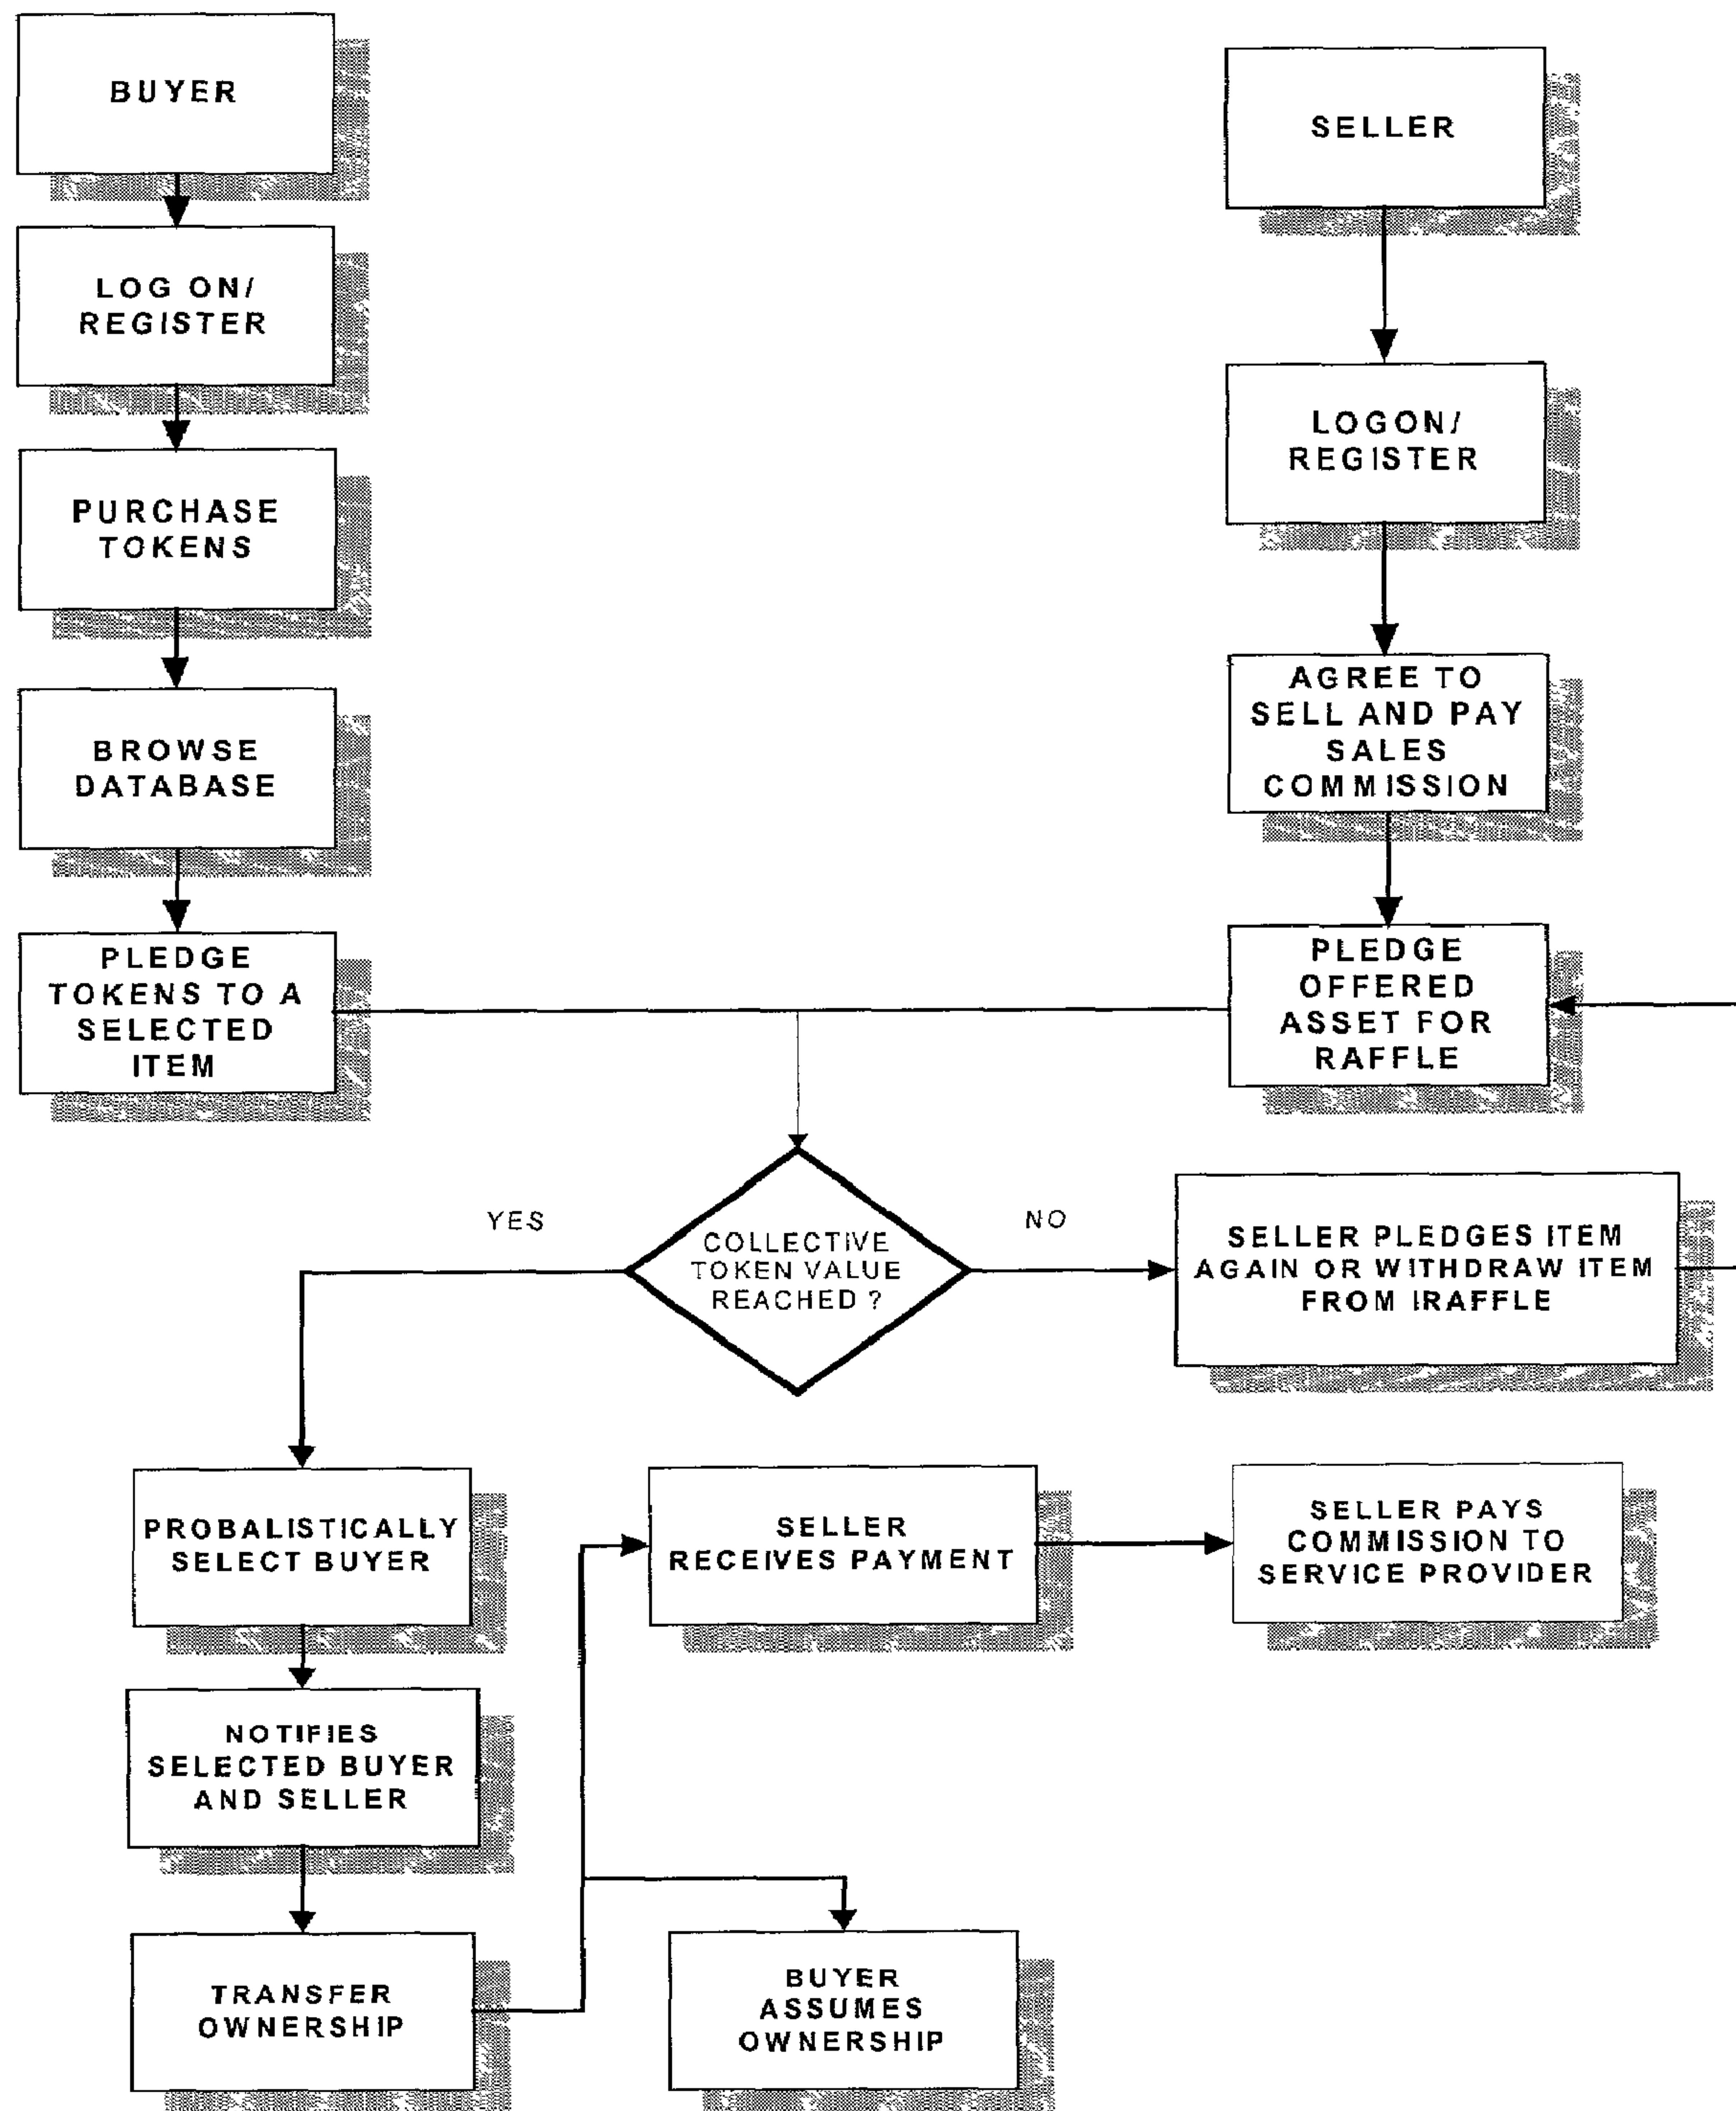 BUYER
LOG ON/
REGISTER
PURCHASE
TOKENS
BROWSE
DATABASE
PLEDGE
TOKENS TO A
SELECTED
ITEM
SELLER
LOGON/
REGISTER
AGREE TO
SELL AND PAY
SALES
COMMISSION
PLEDGE
OFFERED
ASSET FOR
RAFFLE
YES
COLLECTIVE
TOKEN VALUE
REACHED ?
NO
SELLER PLEDGES ITEM
AGAIN OR WITHDRAW ITEM
FROM IRAFFLE
PROBALISTICALLY
SELECT BUYER
SELLER
RECEIVES PAYMENT
SELLER PAYS
COMMISSION TO
SERVICE PROVIDER
NOTIFIES
SELECTED BUYER
AND SELLER
TRANSFER
OWNERSHIP
BUYER
ASSUMES
OWNERSHIP